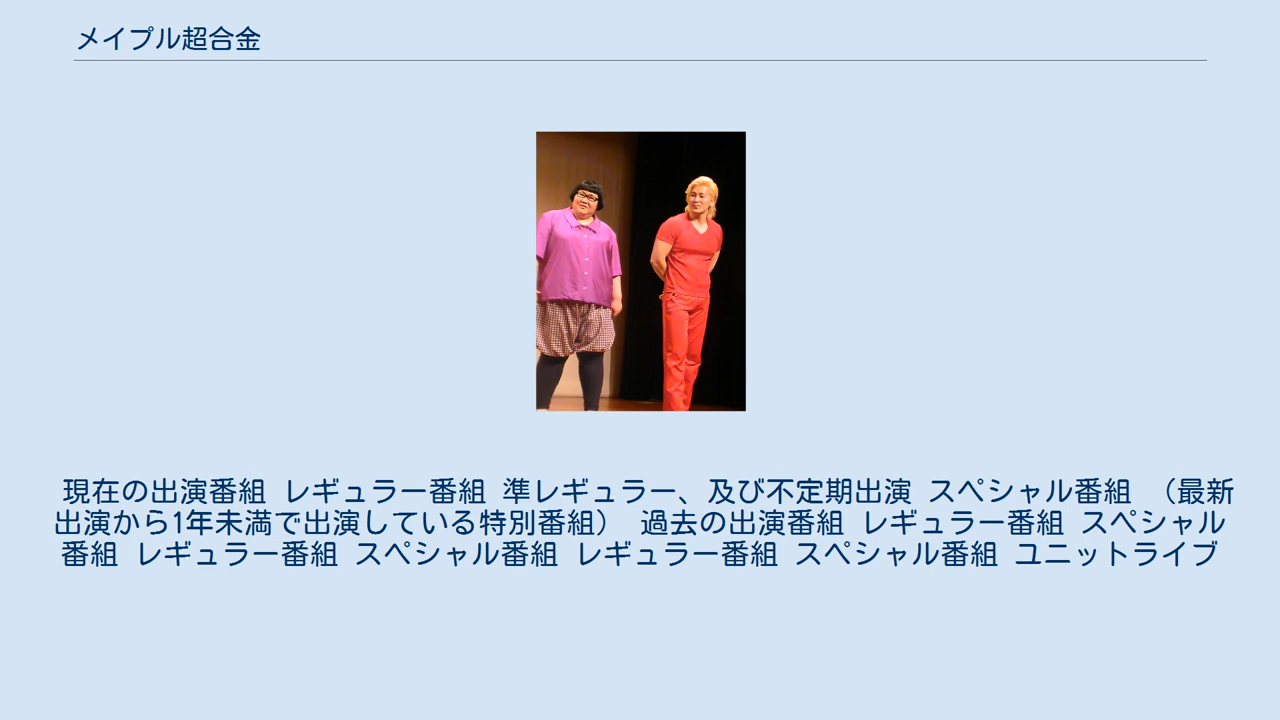 メイプル超合金
現在の出演番組 レギュラー番組 準レギュラー、及び不定期出演 スペシャル番組 （最新
出演から1年未満で出演している特別番組） 過去の出演番組 レギュラー番組 スペシャル
番組 レギュラー番組 スペシャル番組 レギュラー番組 スペシャル番組 ユニットライブ